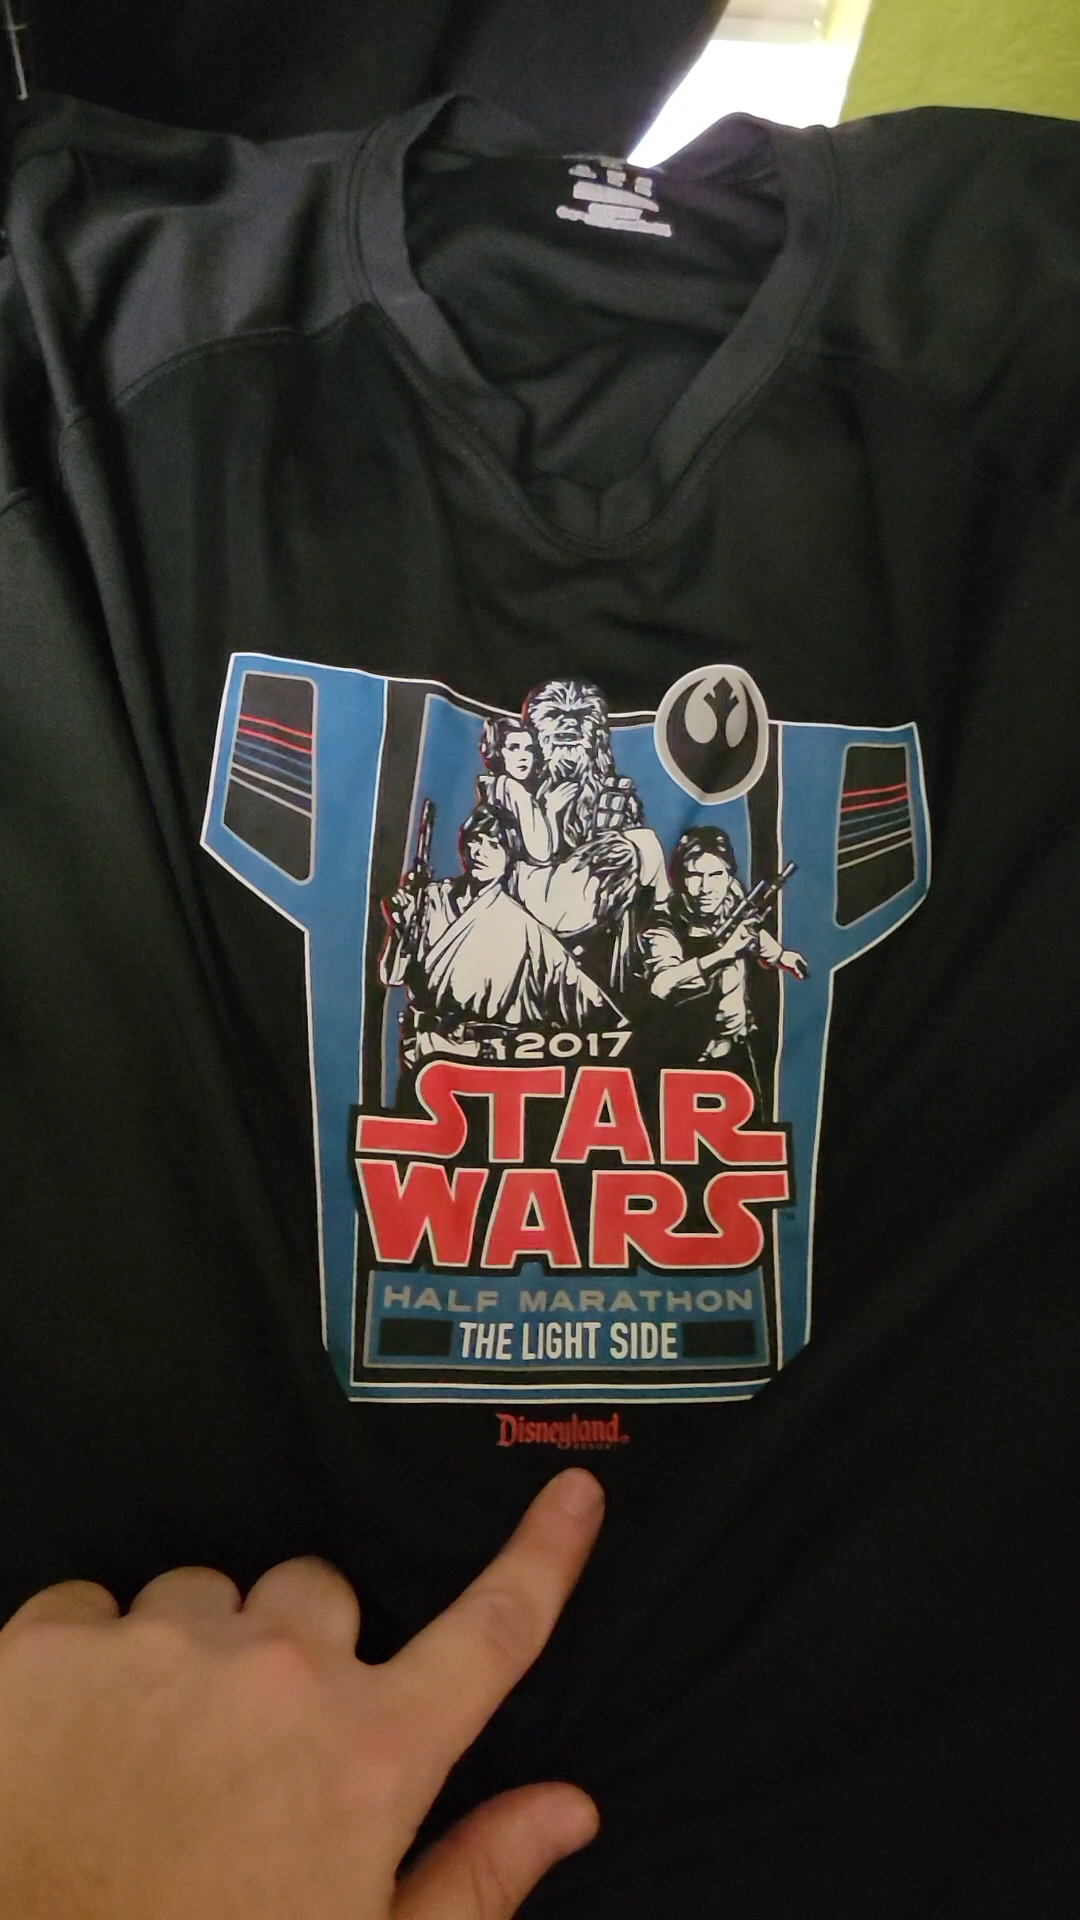 2017
STAR
WARS
HALF MARATHON
THE LIGHT SIDE
Disneyland